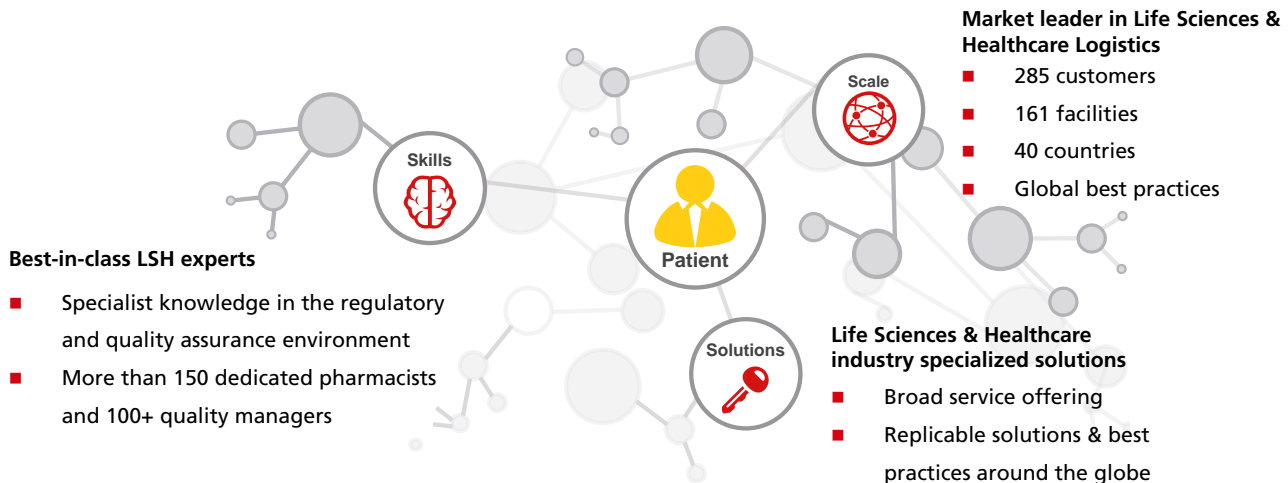 Market leader in Life Sciences &
Healthcare Logistics
285 customers
161 facilities
40 countries
Global best practices
Scale
Skills
Patient
Best-in-class LSH experts
Specialist knowledge in the regulatory
and quality assurance environment
More than 150 dedicated pharmacists
and 100+ quality managers
Solutions
Life Sciences & Healthcare
industry specialized solutions
Broad service offering
Replicable solutions & best
practices around the globe